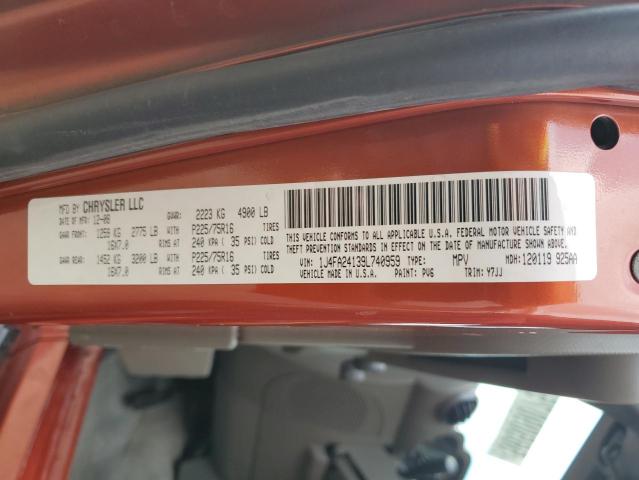 MFD BY CHRYSLER LLC
DATE OF MFR: 12-08 GVWR: 2223 KG 4900 LB
GAWR FRONT: 1259 KG 2775 LB WITH P225/75R16 TIRES
16X7.0 RIMS AT 240 KPA ( 35 PSI) COLD
GAWR REAR: 1452 KG 3200 LB WITH P225/75R16 TIRES
16X7.0 RIMS AT 240 KPA ( 35 PSI) COLD
THIS VEHICLE CONFORMS TO ALL APPLICABLE U.S.A. FEDERAL MOTOR VEHICLE SAFETY AND
THEFT PREVENTION STANDARDS IN EFFECT ON THE DATE OF MANUFACTURE SHOWN ABOVE.
VIN: 1J4FA24139L740959 TYPE: MPV MDH: 120119 925AA
VEHICLE MADE IN U.S.A. PAINT: PV6 TRIM: Y7JJ